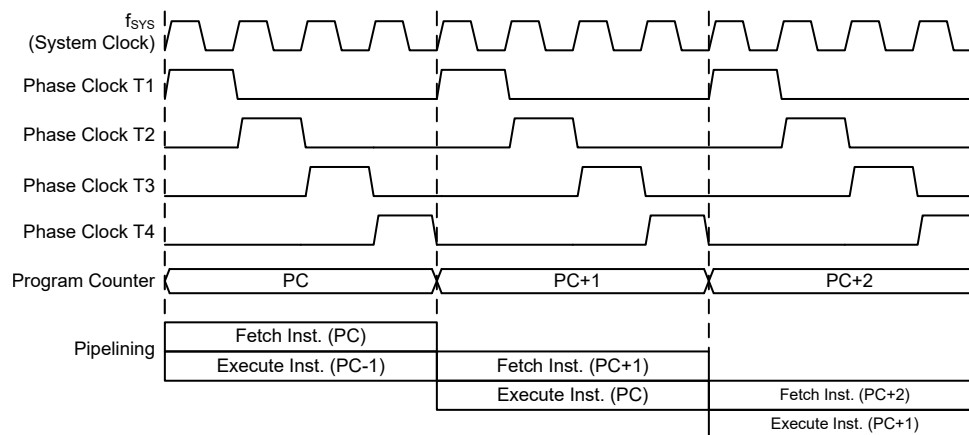 fSYS
(System Clock)
Phase Clock T1
Phase Clock T2
Phase Clock T3
Phase Clock T4
Program Counter PC PC+1 PC+2
Pipelining
Fetch Inst. (PC)
Execute Inst. (PC-1) Fetch Inst. (PC+1)
Execute Inst. (PC) Fetch Inst. (PC+2)
Execute Inst. (PC+1)